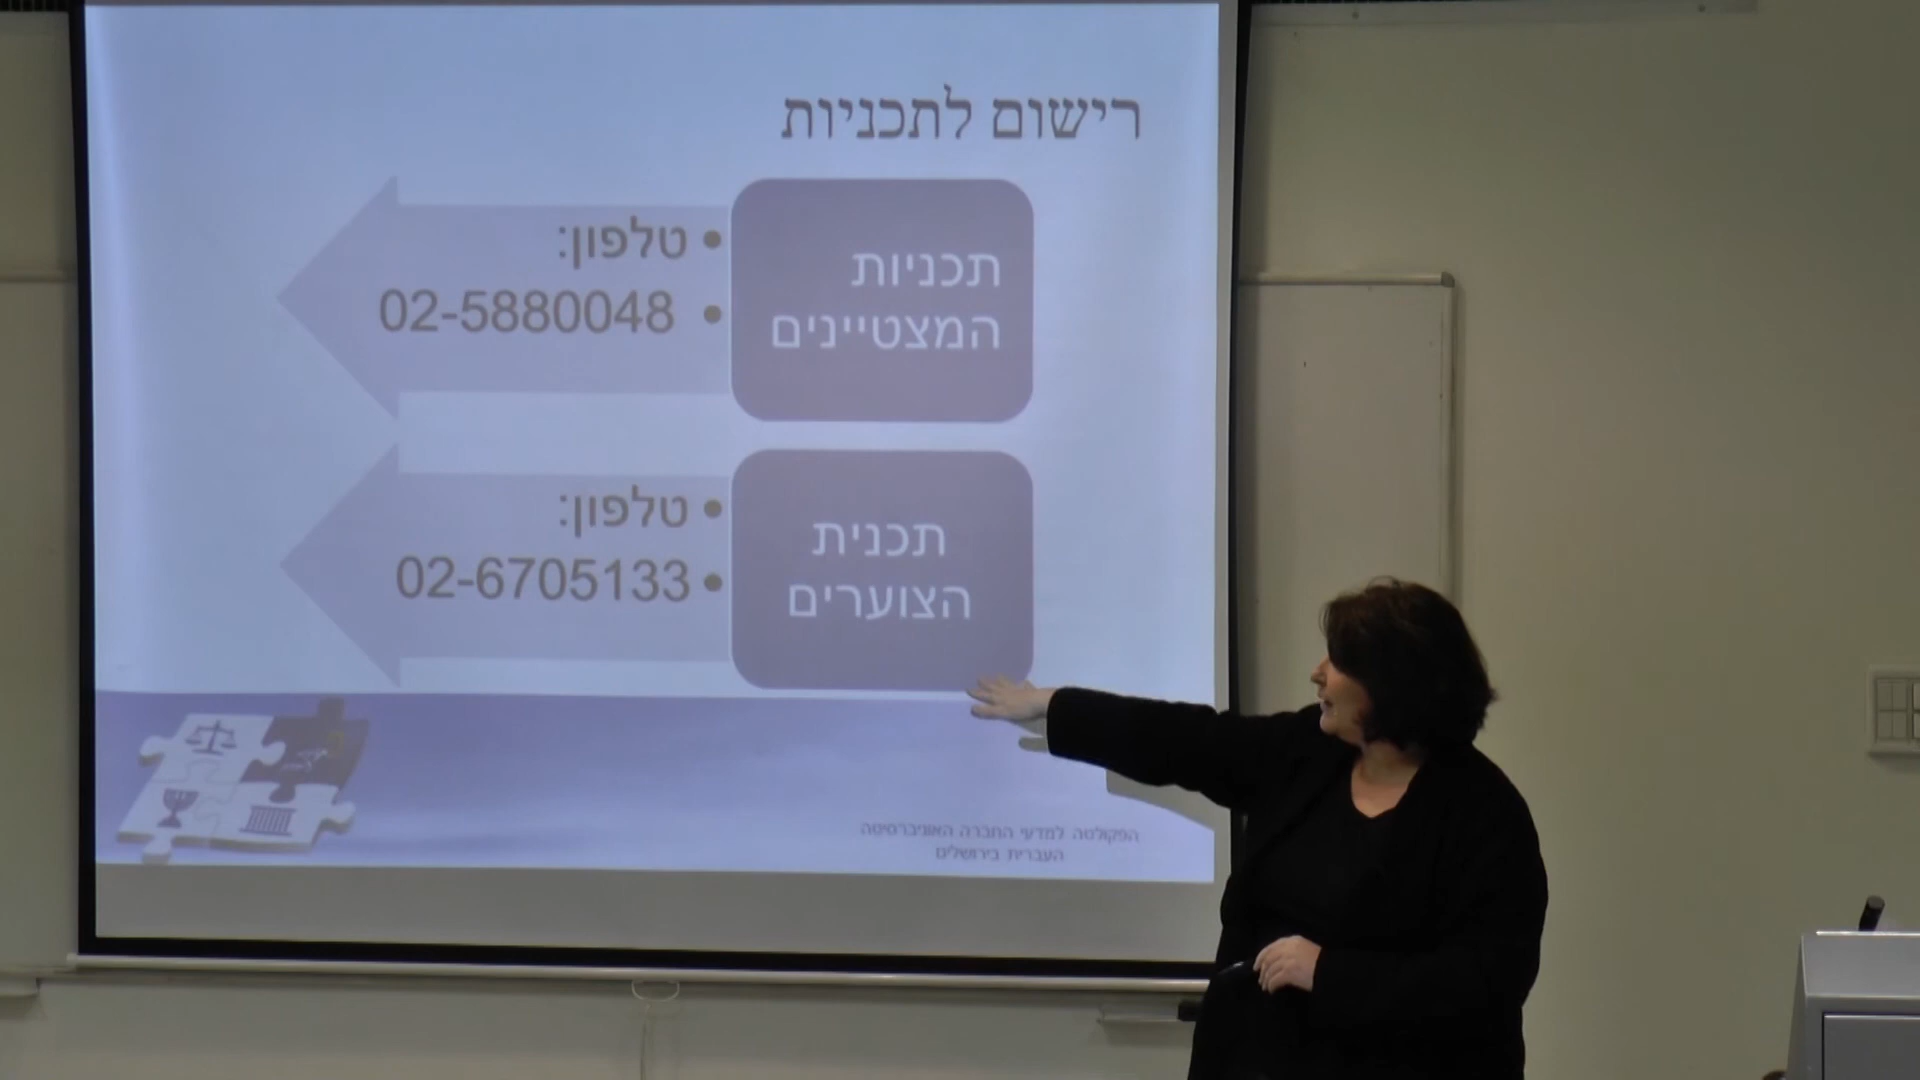 רישום לתכניות
תכניות
המצטיינים
• טלפון:
• 02-5880048
תכנית
הצוערים
• טלפון:
• 02-6705133
הפקולטה למדעי החברה האוניברסיטה
העברית בירושלים